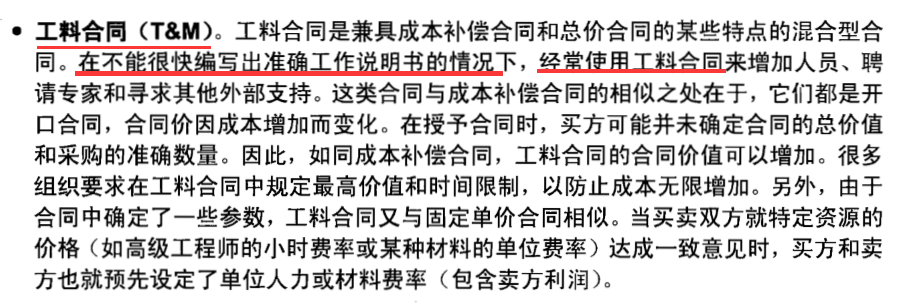 • 工料合同（T&M）。工料合同是兼具成本补偿合同和总价合同的某些特点的混合型合
同。在不能很快编写出准确工作说明书的情况下，经常使用工料合同来增加人员、聘
请专家和寻求其他外部支持。这类合同与成本补偿合同的相似之处在于，它们都是开
口合同，合同价因成本增加而变化。在授予合同时，买方可能并未确定合同的总价值
和采购的准确数量。因此，如同成本补偿合同，工料合同的合同价值可以增加。很多
组织要求在工料合同中规定最高价值和时间限制，以防止成本无限增加。另外，由于
合同中确定了一些参数，工料合同又与固定单价合同相似。当买卖双方就特定资源的
价格（如高级工程师的小时费率或某种材料的单位费率）达成一致意见时，买方和卖
方也就预先设定了单位人力或材料费率（包含卖方利润）。